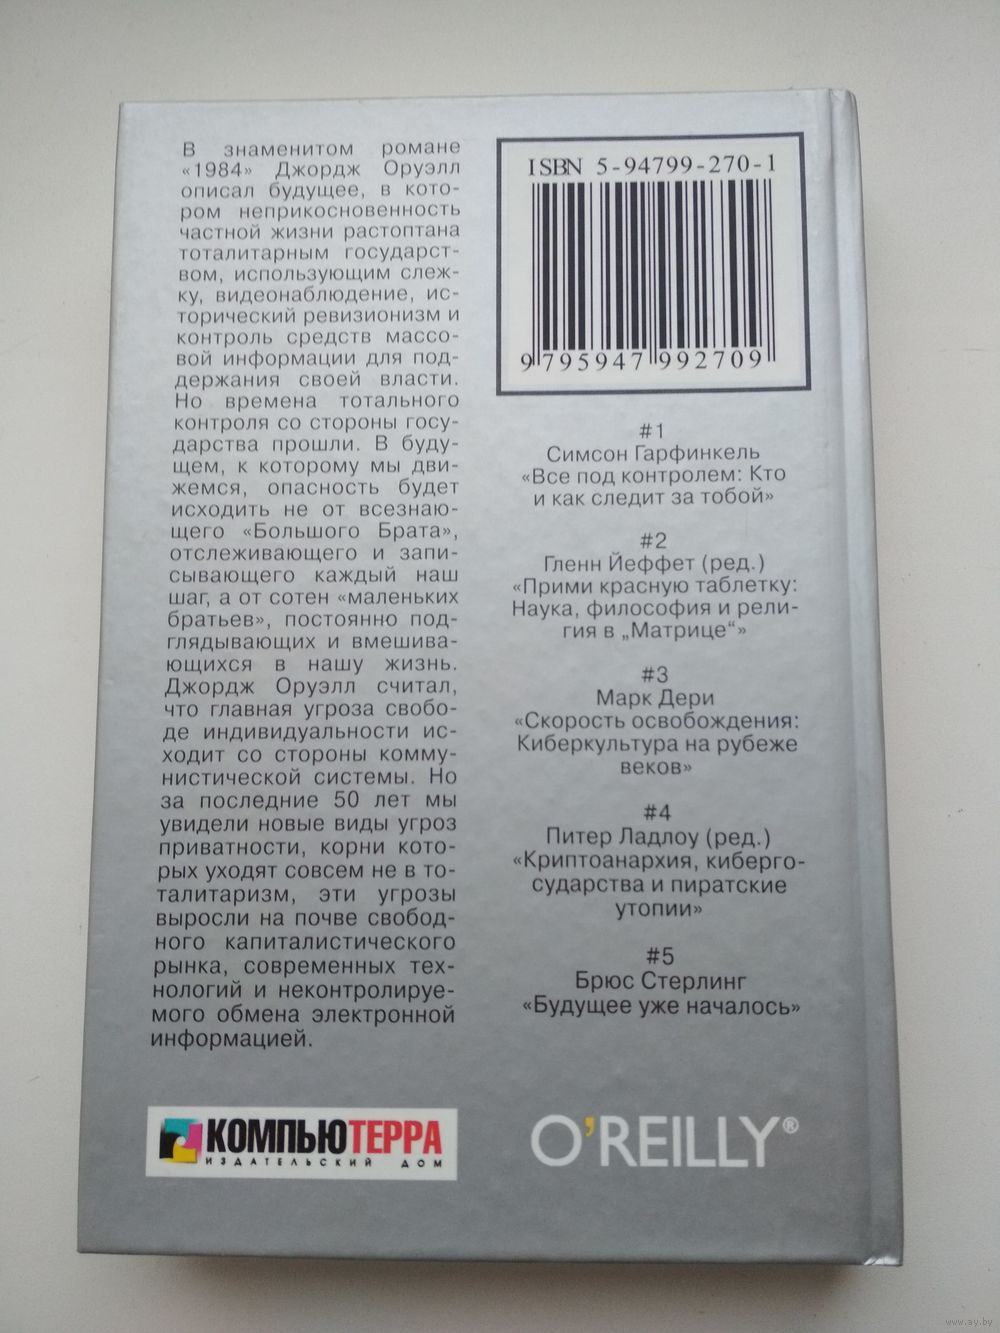 В знаменитом романе
«1984» Джордж Оруэлл
описал будущее, в кото-
ром неприкосновенность
частной жизни растоптана
тоталитарным государст-
вом, использующим слеж-
ку, видеонаблюдение, ис-
торический ревизионизм и
контроль средств массо-
вой информации для под-
держания своей власти.
Но времена тотального
контроля со стороны госу-
дарства прошли. В буду-
щем, к которому мы дви-
жемся, опасность будет
исходить не от всезнаю-
щего «Большого Брата»,
отслеживающего и запи-
сывающего каждый наш
шаг, а от сотен «маленьких
братьев», постоянно под-
глядывающих и вмешива-
ющихся в нашу жизнь.
Джордж Оруэлл считал,
что главная угроза свобо-
де индивидуальности ис-
ходит со стороны комму-
нистической системы. Но
за последние 50 лет мы
увидели новые виды угроз
приватности, корни кото-
рых уходят совсем не в то-
талитаризм, эти угрозы
выросли на почве свобод-
ного капиталистического
рынка, современных тех-
нологий и неконтролируе-
мого обмена электронной
информацией.
ISBN 5-94799-270-1
9 795947 992709
#1
Симсон Гарфинкель
«Все под контролем: Кто
и как следит за тобой»
#2
Гленн Йеффет (ред.)
«Прими красную таблетку:
Наука, философия и рели-
гия в „Матрице“»
#3
Марк Дери
«Скорость освобождения:
Киберкультура на рубеже
веков»
#4
Питер Ладлоу (ред.)
«Криптоанархия, киберго-
сударства и пиратские
утопии»
#5
Брюс Стерлинг
«Будущее уже началось»
КОМПЬЮТЕРРА
ИЗДАТЕЛЬСКИЙ ДОМ
O'REILLY®
www.ay.by